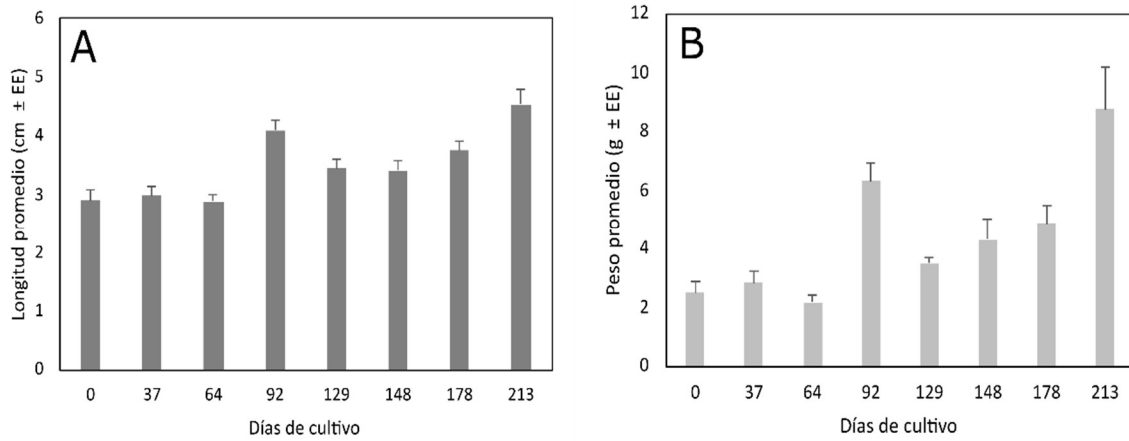 A
Longitud promedio (cm ± EE)
6
5
4
3
2
1
0
0 37 64 92 129 148 178 213
Días de cultivo
B
Peso promedio (g ± EE)
12
10
8
6
4
2
0
0 37 64 92 129 148 178 213
Días de cultivo